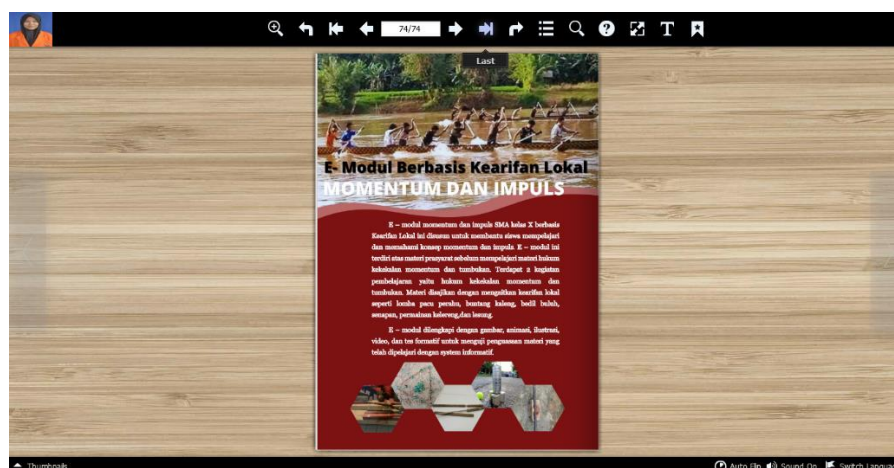 74/74
Last
E- Modul Berbasis Kearifan Lokal
MOMENTUM DAN IMPULS
E – modul momentum dan impuls SMA kelas X berbasis
Kearifan Lokal ini disusun untuk membantu siswa mempelajari
dan memahami konsep momentum dan impuls. E – modul ini
terdiri atas materi prasyarat sebelum mempelajari materi hukum
kekekalan momentum dan tumbukan. Terdapat 2 kegiatan
pembelajaran yaitu hukum kekekalan momentum dan
tumbukan. Materi disajikan dengan mengaitkan kearifan lokal
seperti lomba pacu perahu, buntang kaleng, bedil buluh,
senapan, permainan kelereng,dan lesung.
E – modul dilengkapi dengan gambar, animasi, ilustrasi,
video, dan tes formatif untuk menguji penguasaan materi yang
telah dipelajari dengan system informatif.
Thumbnails
Auto Flip Sound On Switch Language